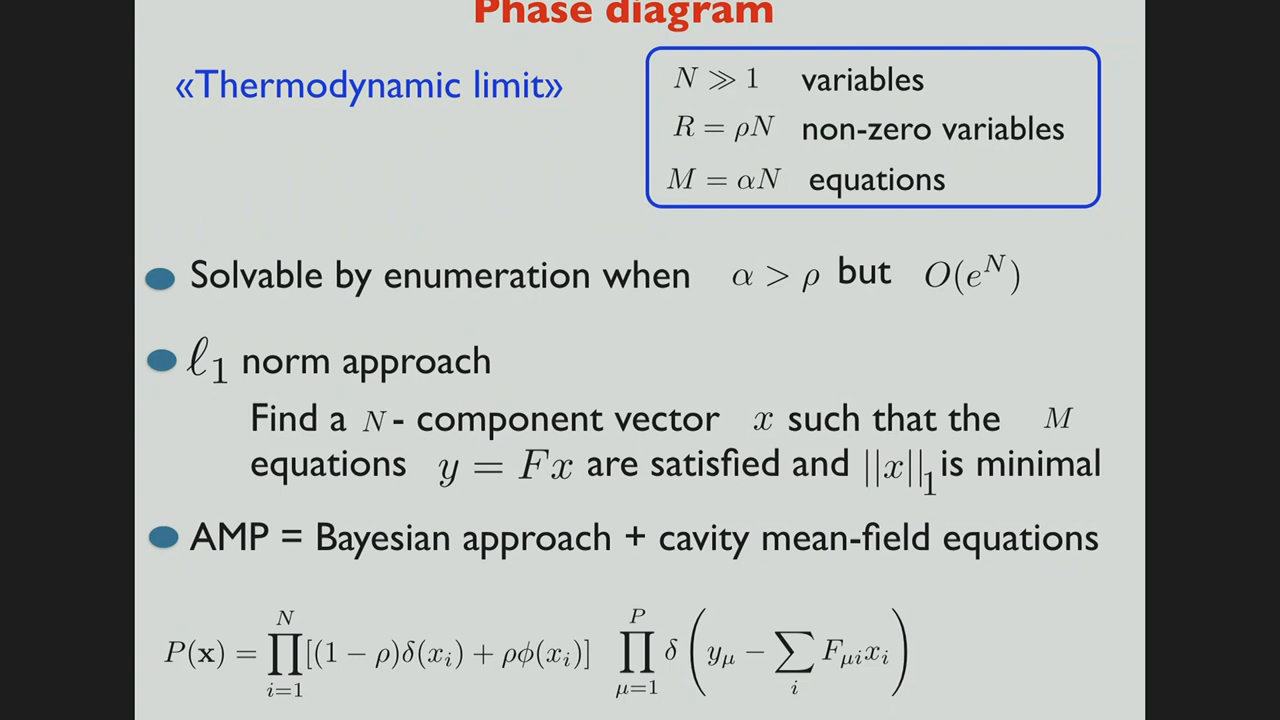 Phase diagram
«Thermodynamic limit»
N ≫ 1 variables
R = ρN non-zero variables
M = αN equations
Solvable by enumeration when α > ρ but O(e^N)
ℓ_1 norm approach
Find a N - component vector x such that the M
equations y = Fx are satisfied and ||x||_1 is minimal
AMP = Bayesian approach + cavity mean-field equations
P(x) = ∏_{i=1}^{N} [(1 − ρ)δ(x_i) + ρϕ(x_i)] ∏_{μ=1}^{P} δ (y_μ − ∑_i F_{μi} x_i)